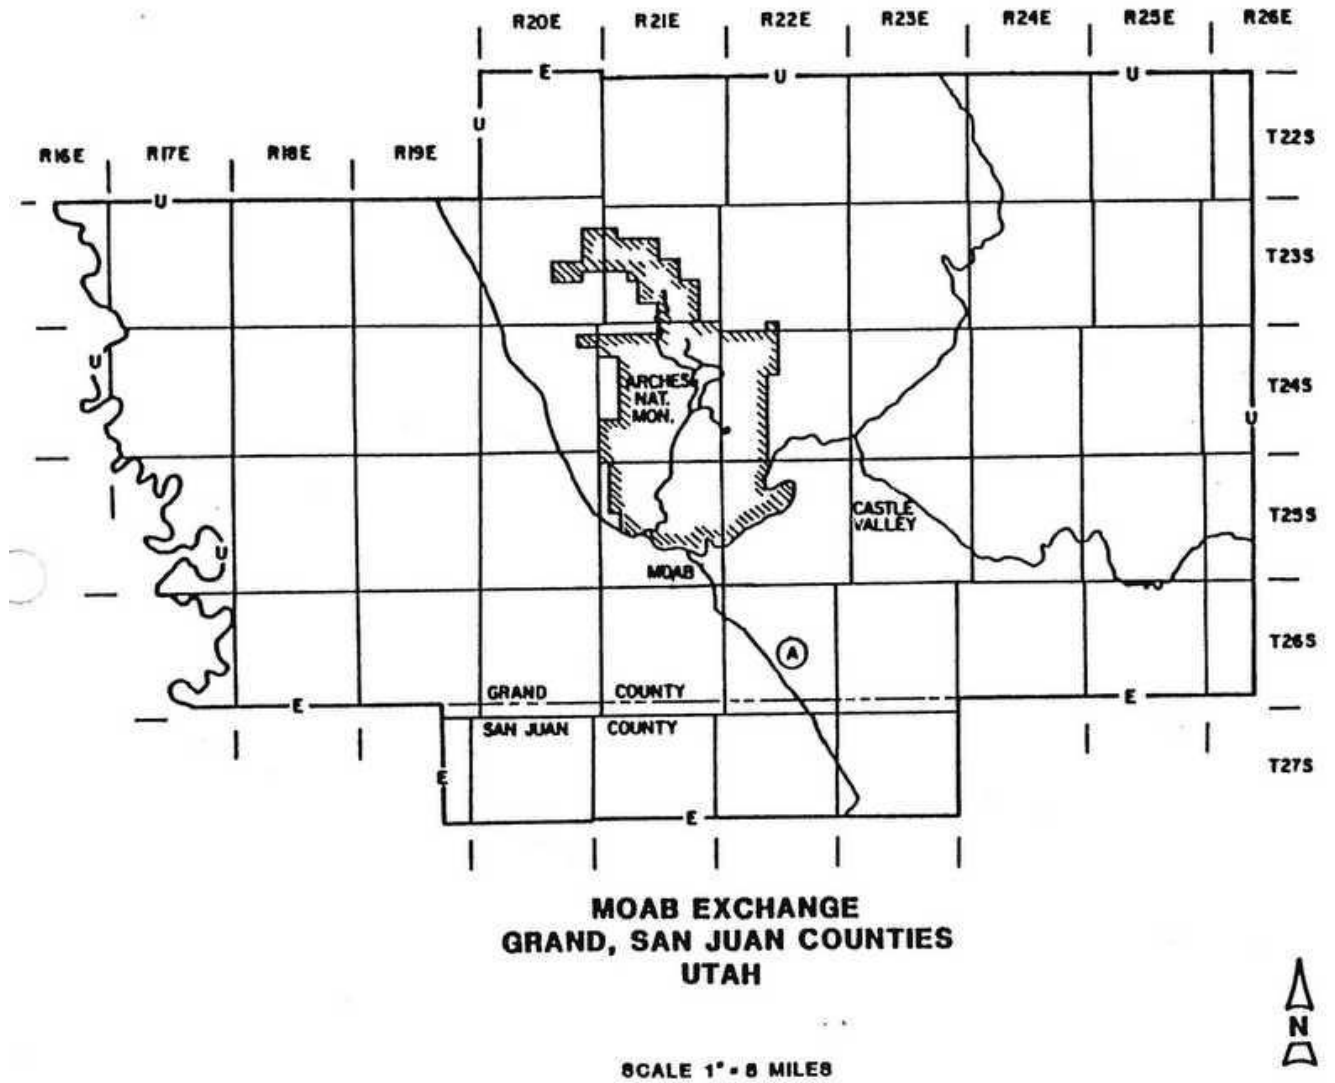 R20E R21E R22E R23E R24E R25E R26E
E U U
U
T22S
R16E R17E R18E R19E
U
T23S
U
ARCHES
NAT.
MON.
T24S
U
CASTLE
VALLEY
T25S
U
MOAB
A
T26S
GRAND COUNTY
E E
SAN JUAN COUNTY
T27S
E
E
MOAB EXCHANGE
GRAND, SAN JUAN COUNTIES
UTAH
N
SCALE 1" = 8 MILES